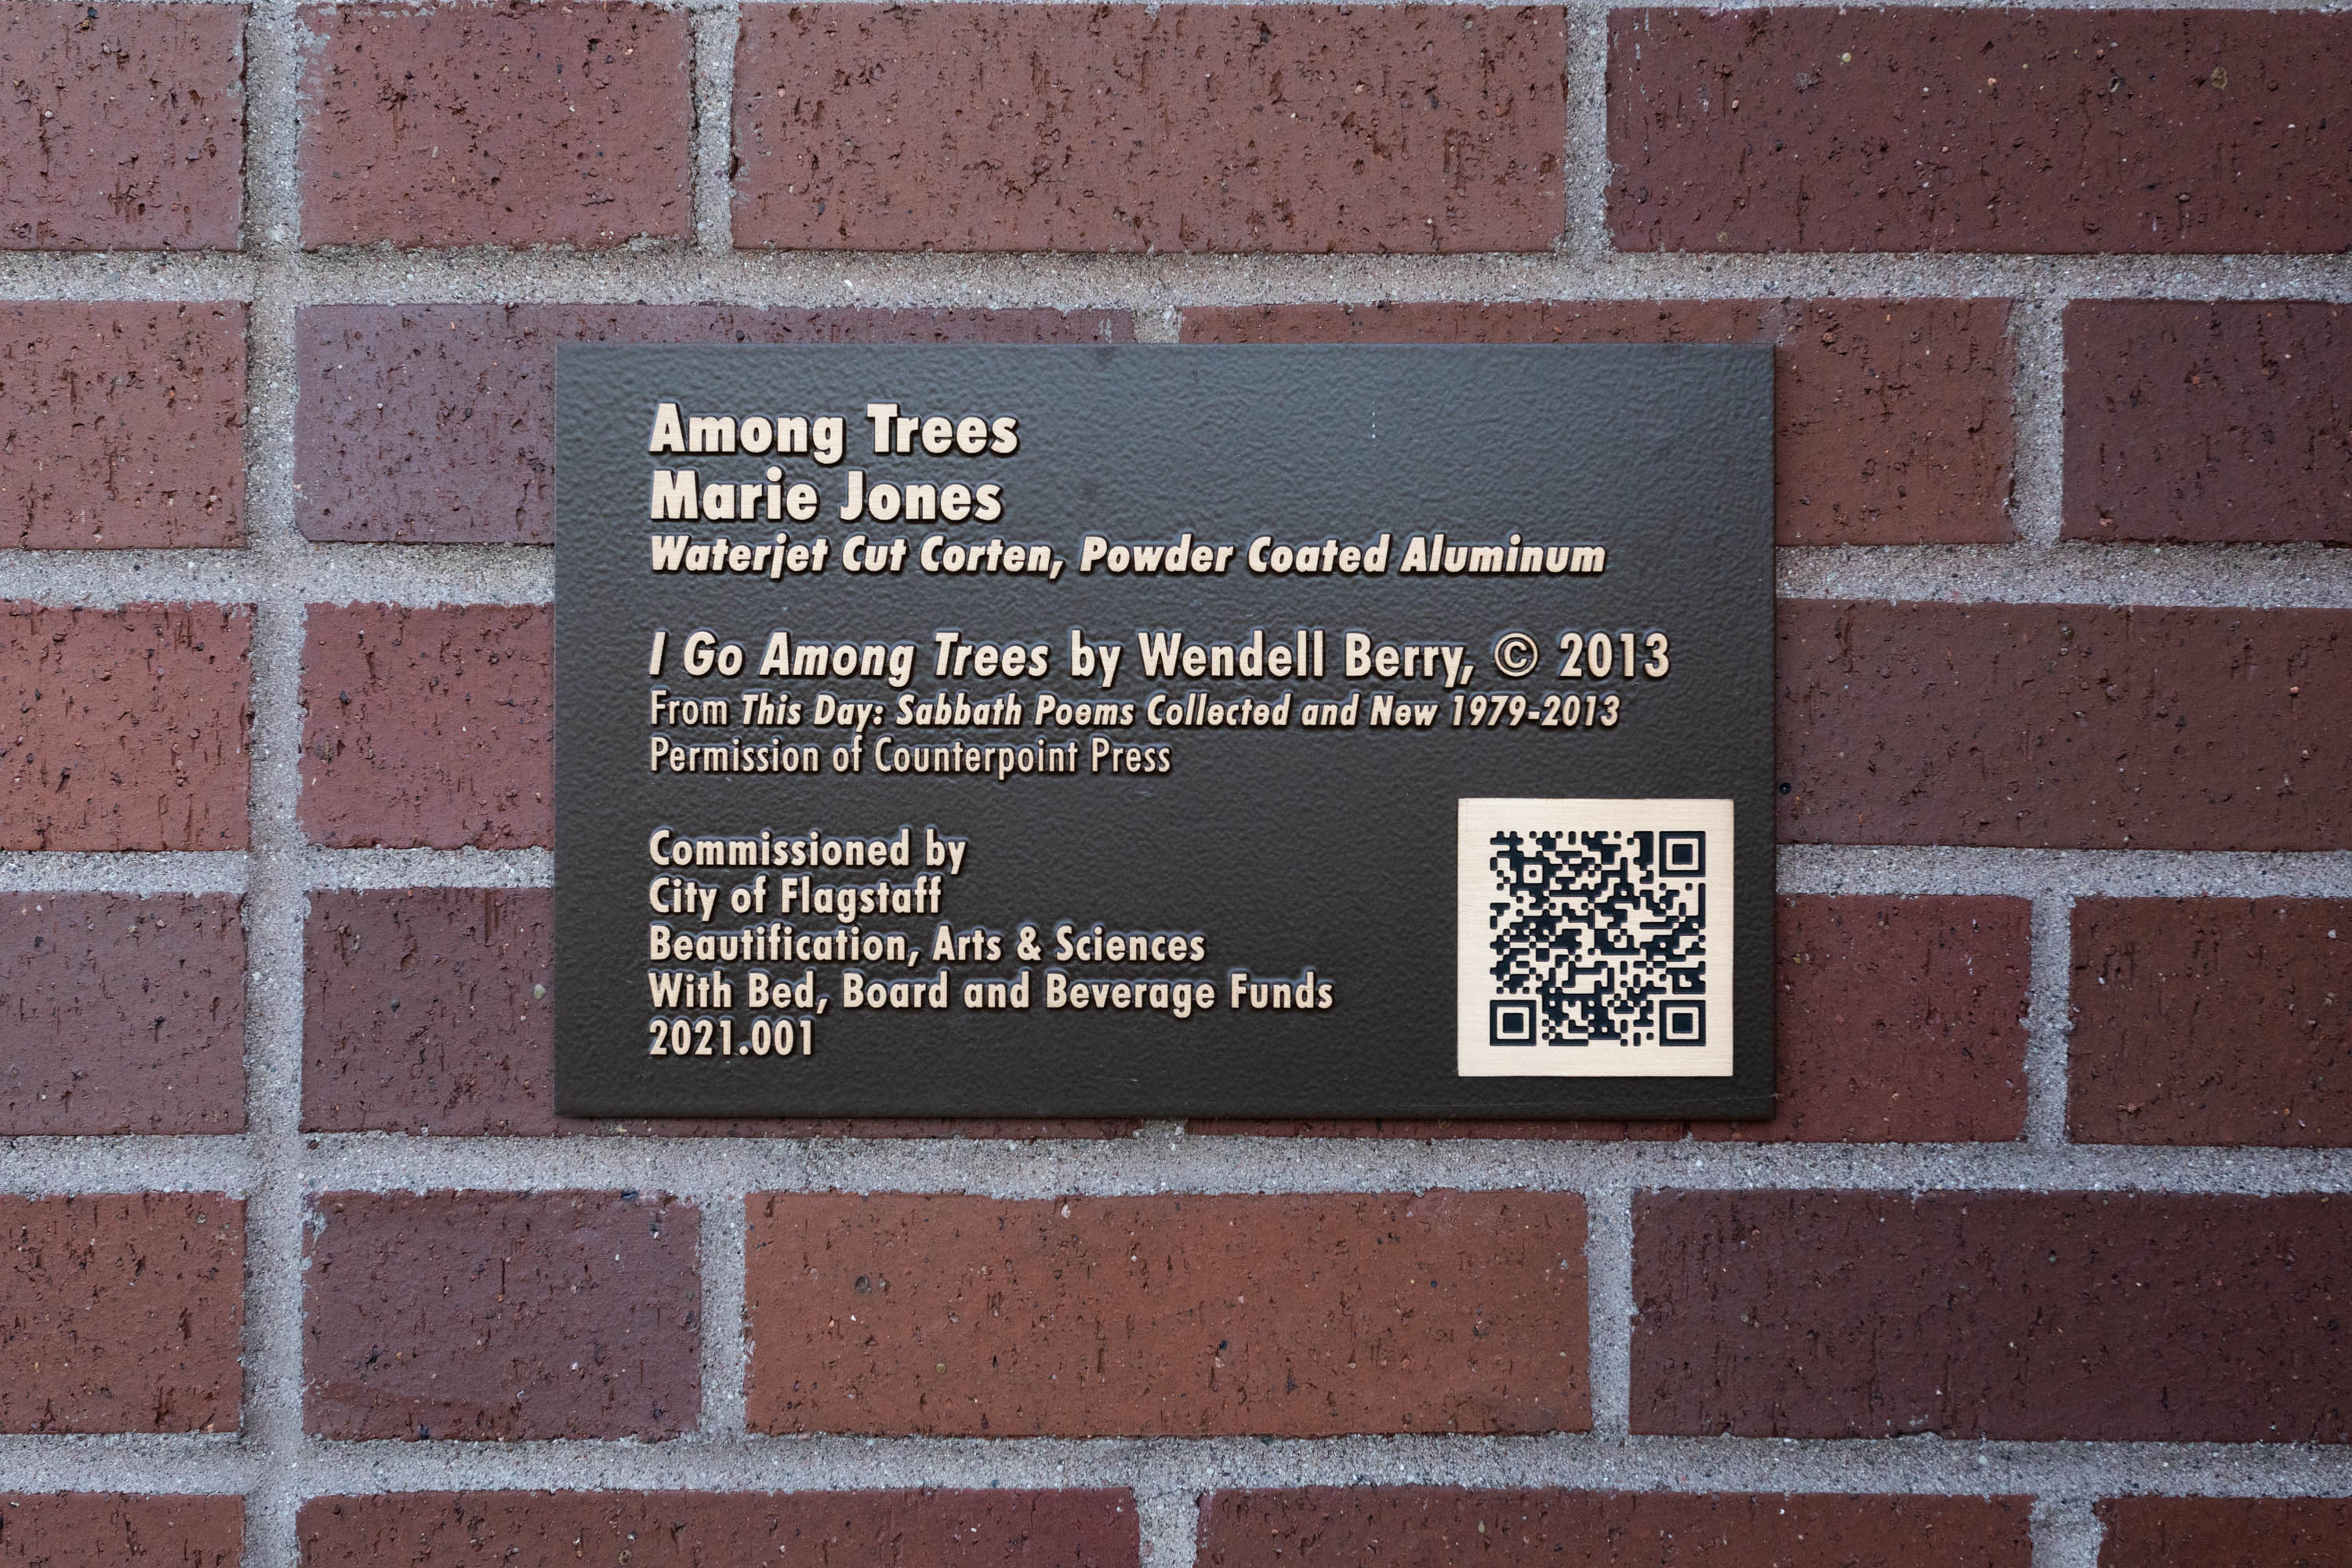 Among Trees
Marie Jones
Waterjet Cut Corten, Powder Coated Aluminum
I Go Among Trees by Wendell Berry, © 2013
From This Day: Sabbath Poems Collected and New 1979-2013
Permission of Counterpoint Press
Commissioned by
City of Flagstaff
Beautification, Arts & Sciences
With Bed, Board and Beverage Funds
2021.001